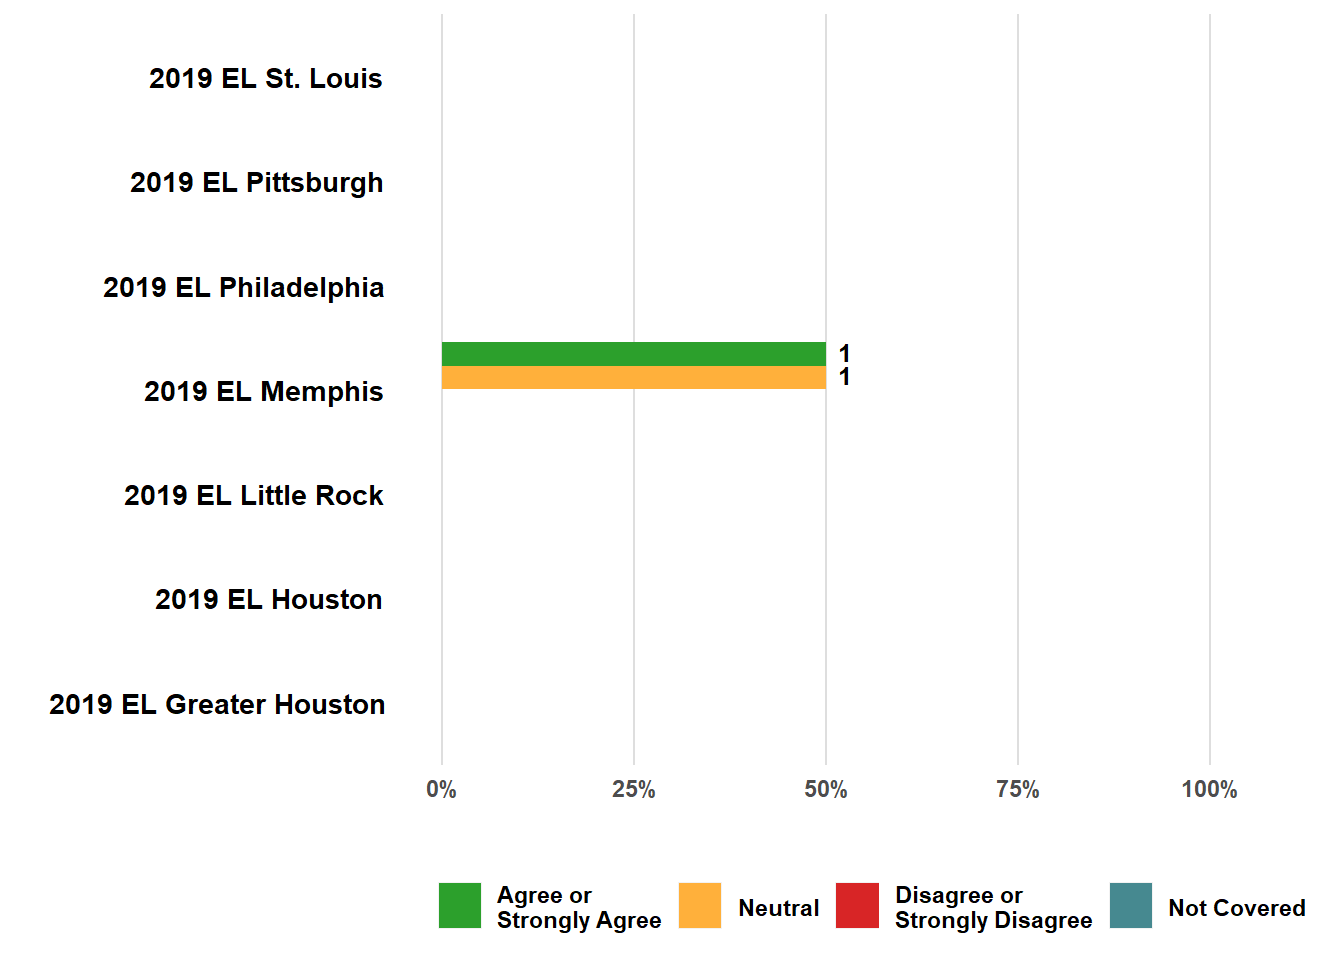 2019 EL St. Louis
2019 EL Pittsburgh
2019 EL Philadelphia
1
1
2019 EL Memphis
2019 EL Little Rock
2019 EL Houston
2019 EL Greater Houston
0% 25% 50% 75% 100%
Agree or
Strongly Agree
Neutral
Disagree or
Strongly Disagree
Not Covered